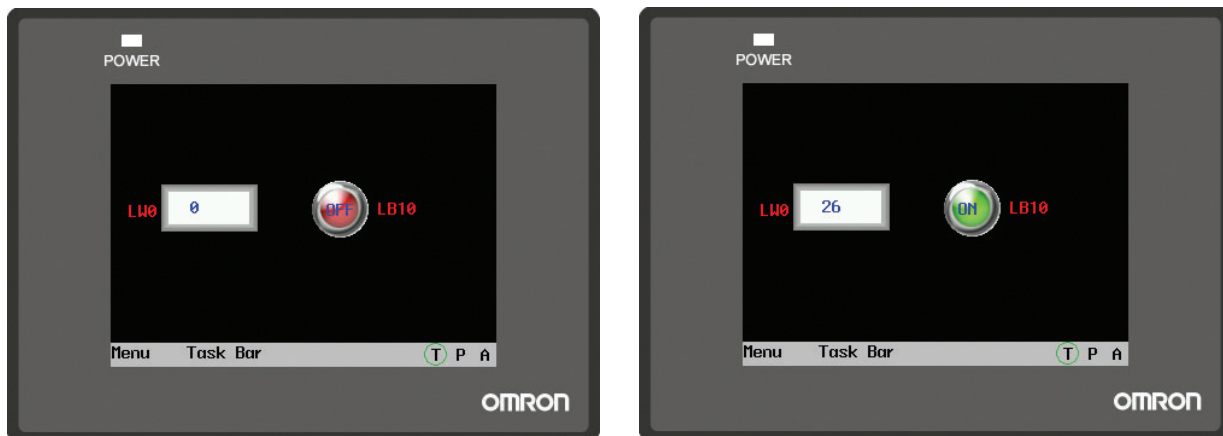 POWER
LW0 0 OFF LB10
Menu Task Bar T P A
OMRON
POWER
LW0 26 ON LB10
Menu Task Bar T P A
OMRON